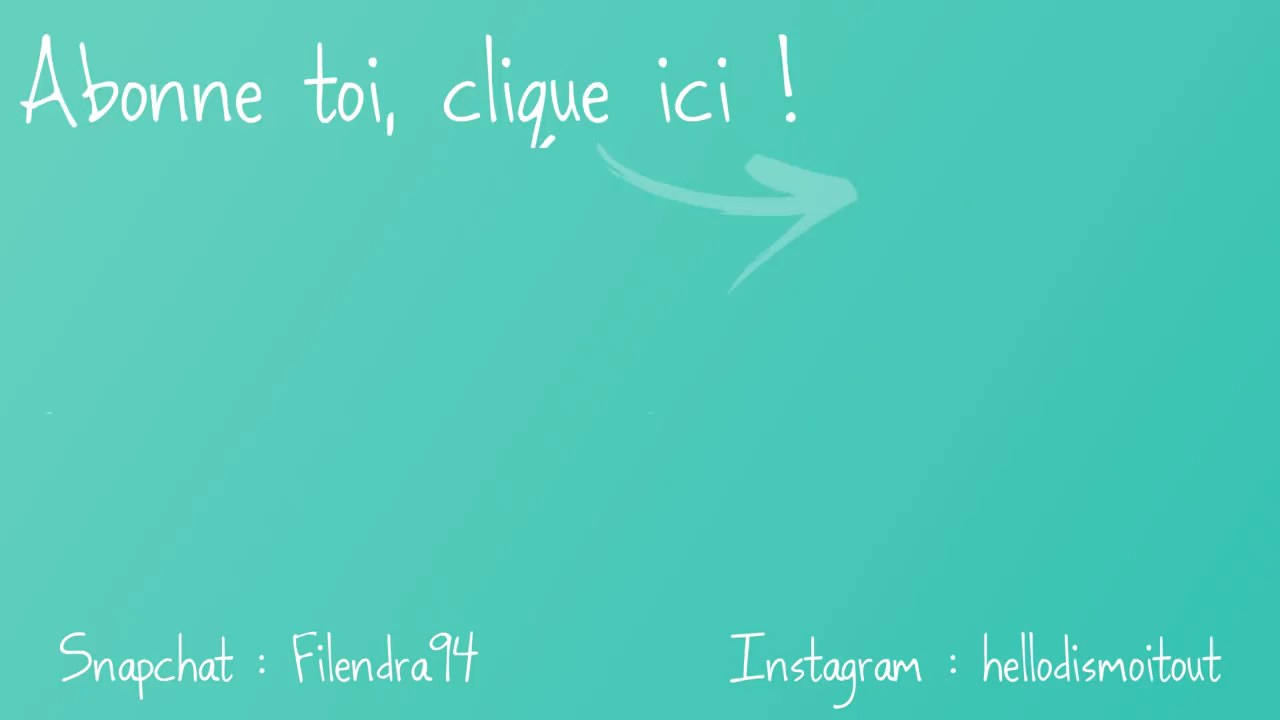 Abonne toi, clique ici !
Snapchat : Filendra94
Instagram : hellodismoitout